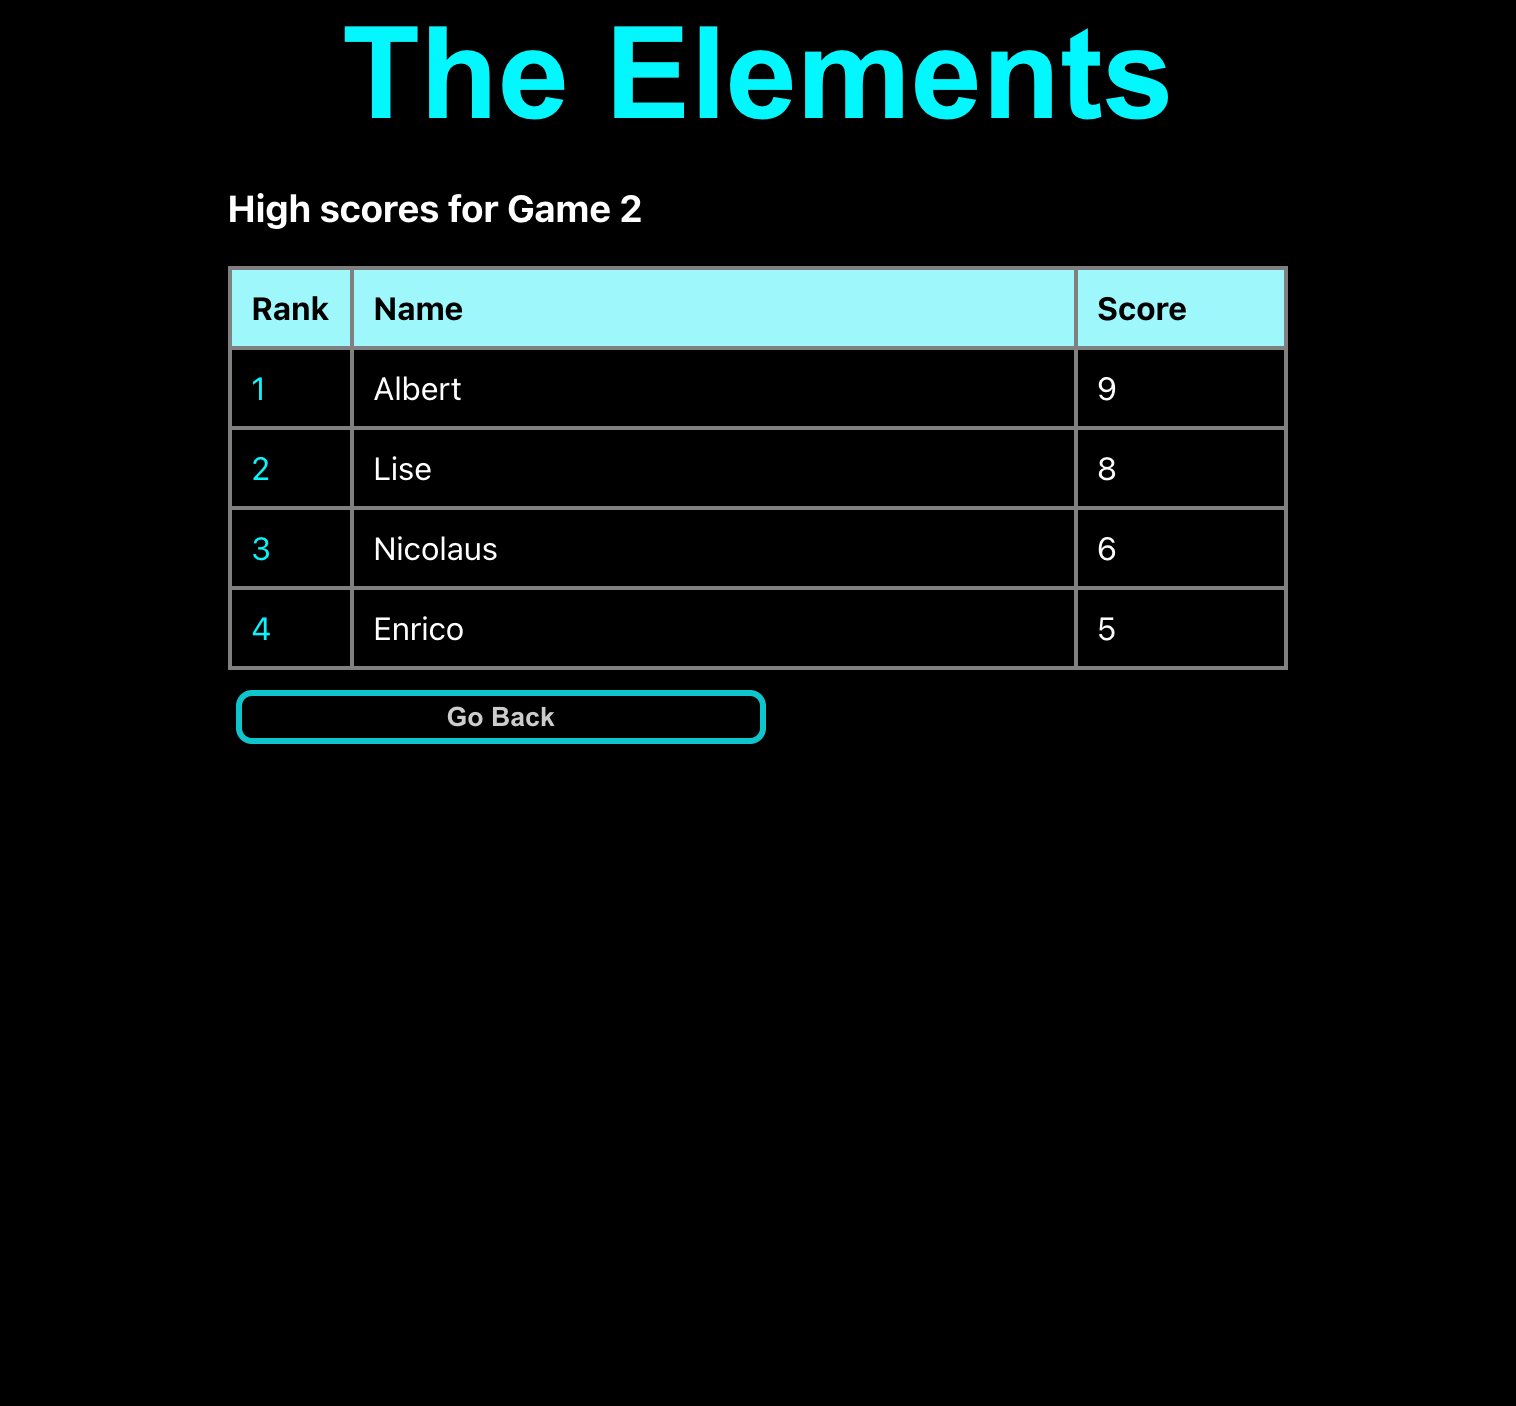 The Elements
High scores for Game 2
Rank Name Score
1 Albert 9
2 Lise 8
3 Nicolaus 6
4 Enrico 5
Go Back